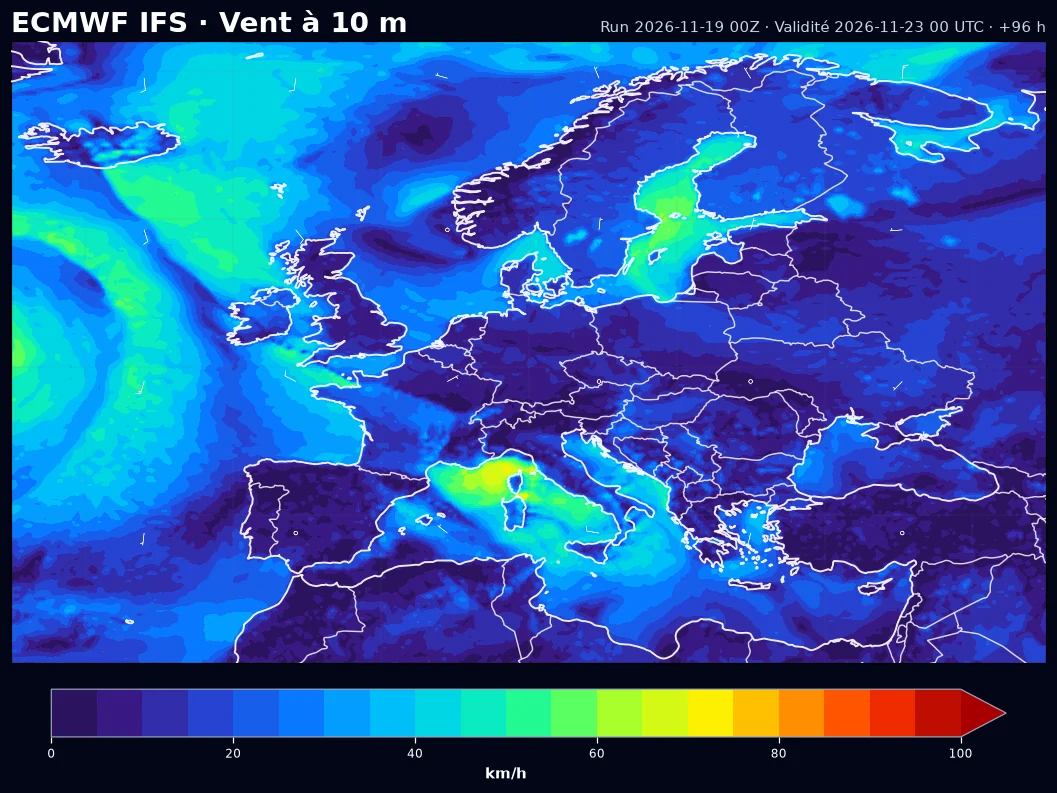 ECMWF IFS · Vent à 10 m
Run 2026-11-19 00Z · Validité 2026-11-23 00 UTC · +96 h
0 20 40 60 80 100
km/h